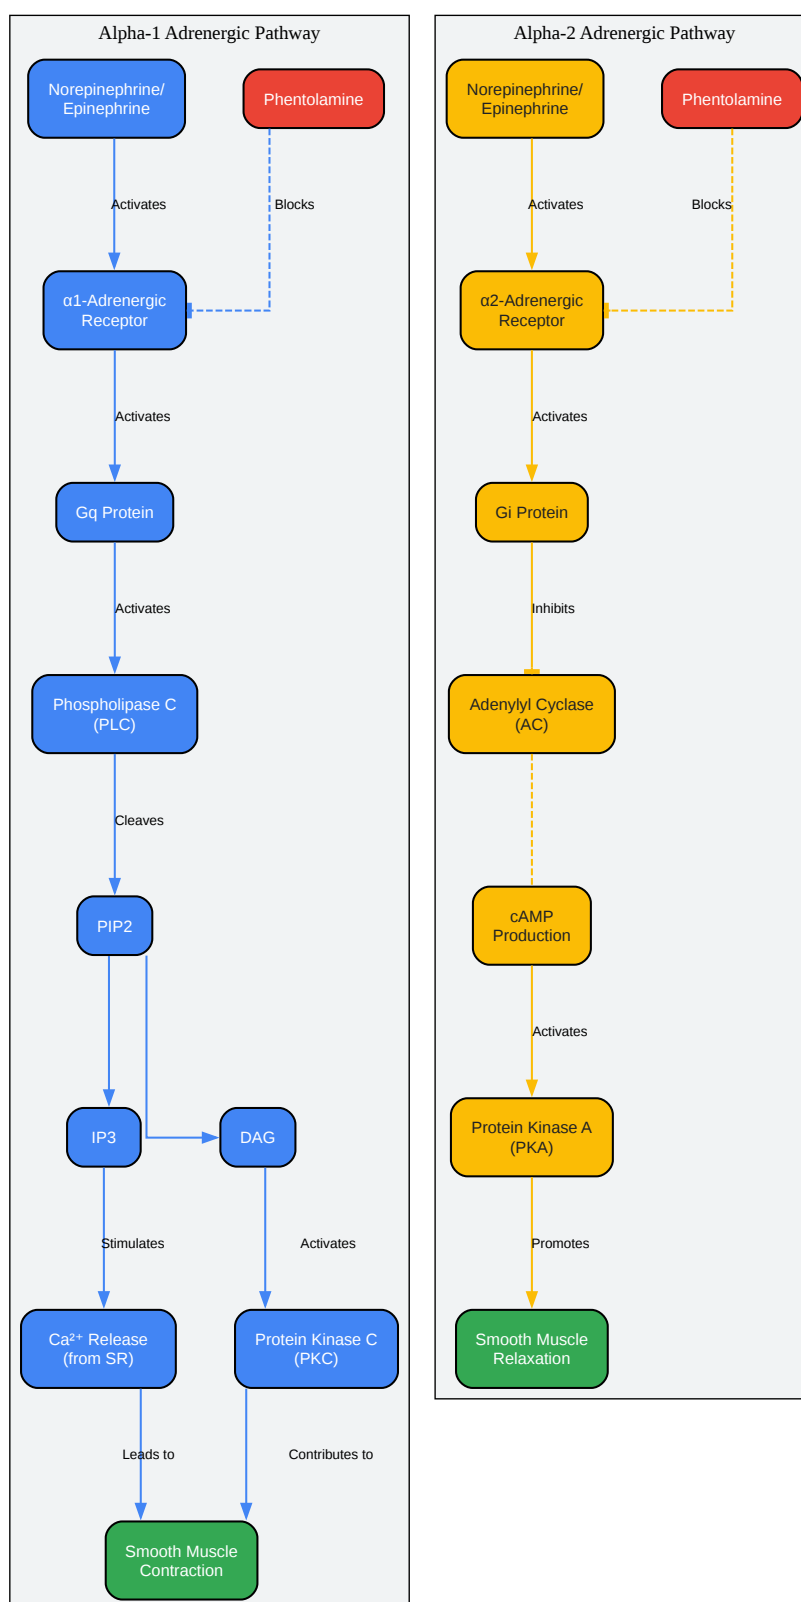 Alpha-1 Adrenergic Pathway
Norepinephrine/
Epinephrine
Phentolamine
Activates
Blocks
α1-Adrenergic
Receptor
Activates
Gq Protein
Activates
Phospholipase C
(PLC)
Cleaves
PIP2
IP3
DAG
Stimulates
Activates
Ca²⁺ Release
(from SR)
Protein Kinase C
(PKC)
Leads to
Contributes to
Smooth Muscle
Contraction
Alpha-2 Adrenergic Pathway
Norepinephrine/
Epinephrine
Phentolamine
Activates
Blocks
α2-Adrenergic
Receptor
Activates
Gi Protein
Inhibits
Adenylyl Cyclase
(AC)
cAMP
Production
Activates
Protein Kinase A
(PKA)
Promotes
Smooth Muscle
Relaxation